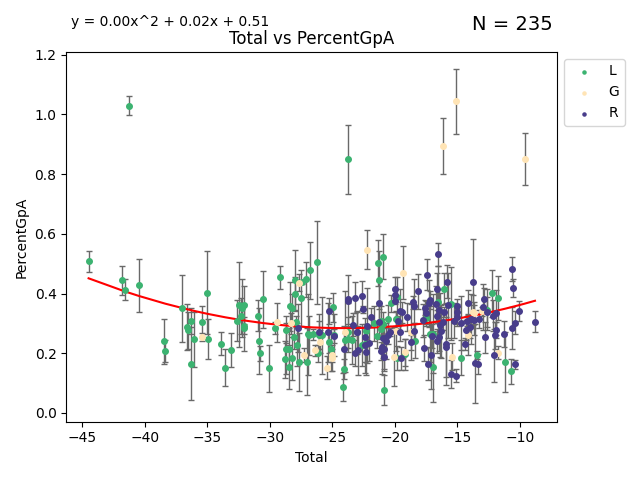 y = 0.00x^2 + 0.02x + 0.51
N = 235
Total vs PercentGpA
L
G
R
PercentGpA
1.2
1.0
0.8
0.6
0.4
0.2
0.0
−45 −40 −35 −30 −25 −20 −15 −10
Total